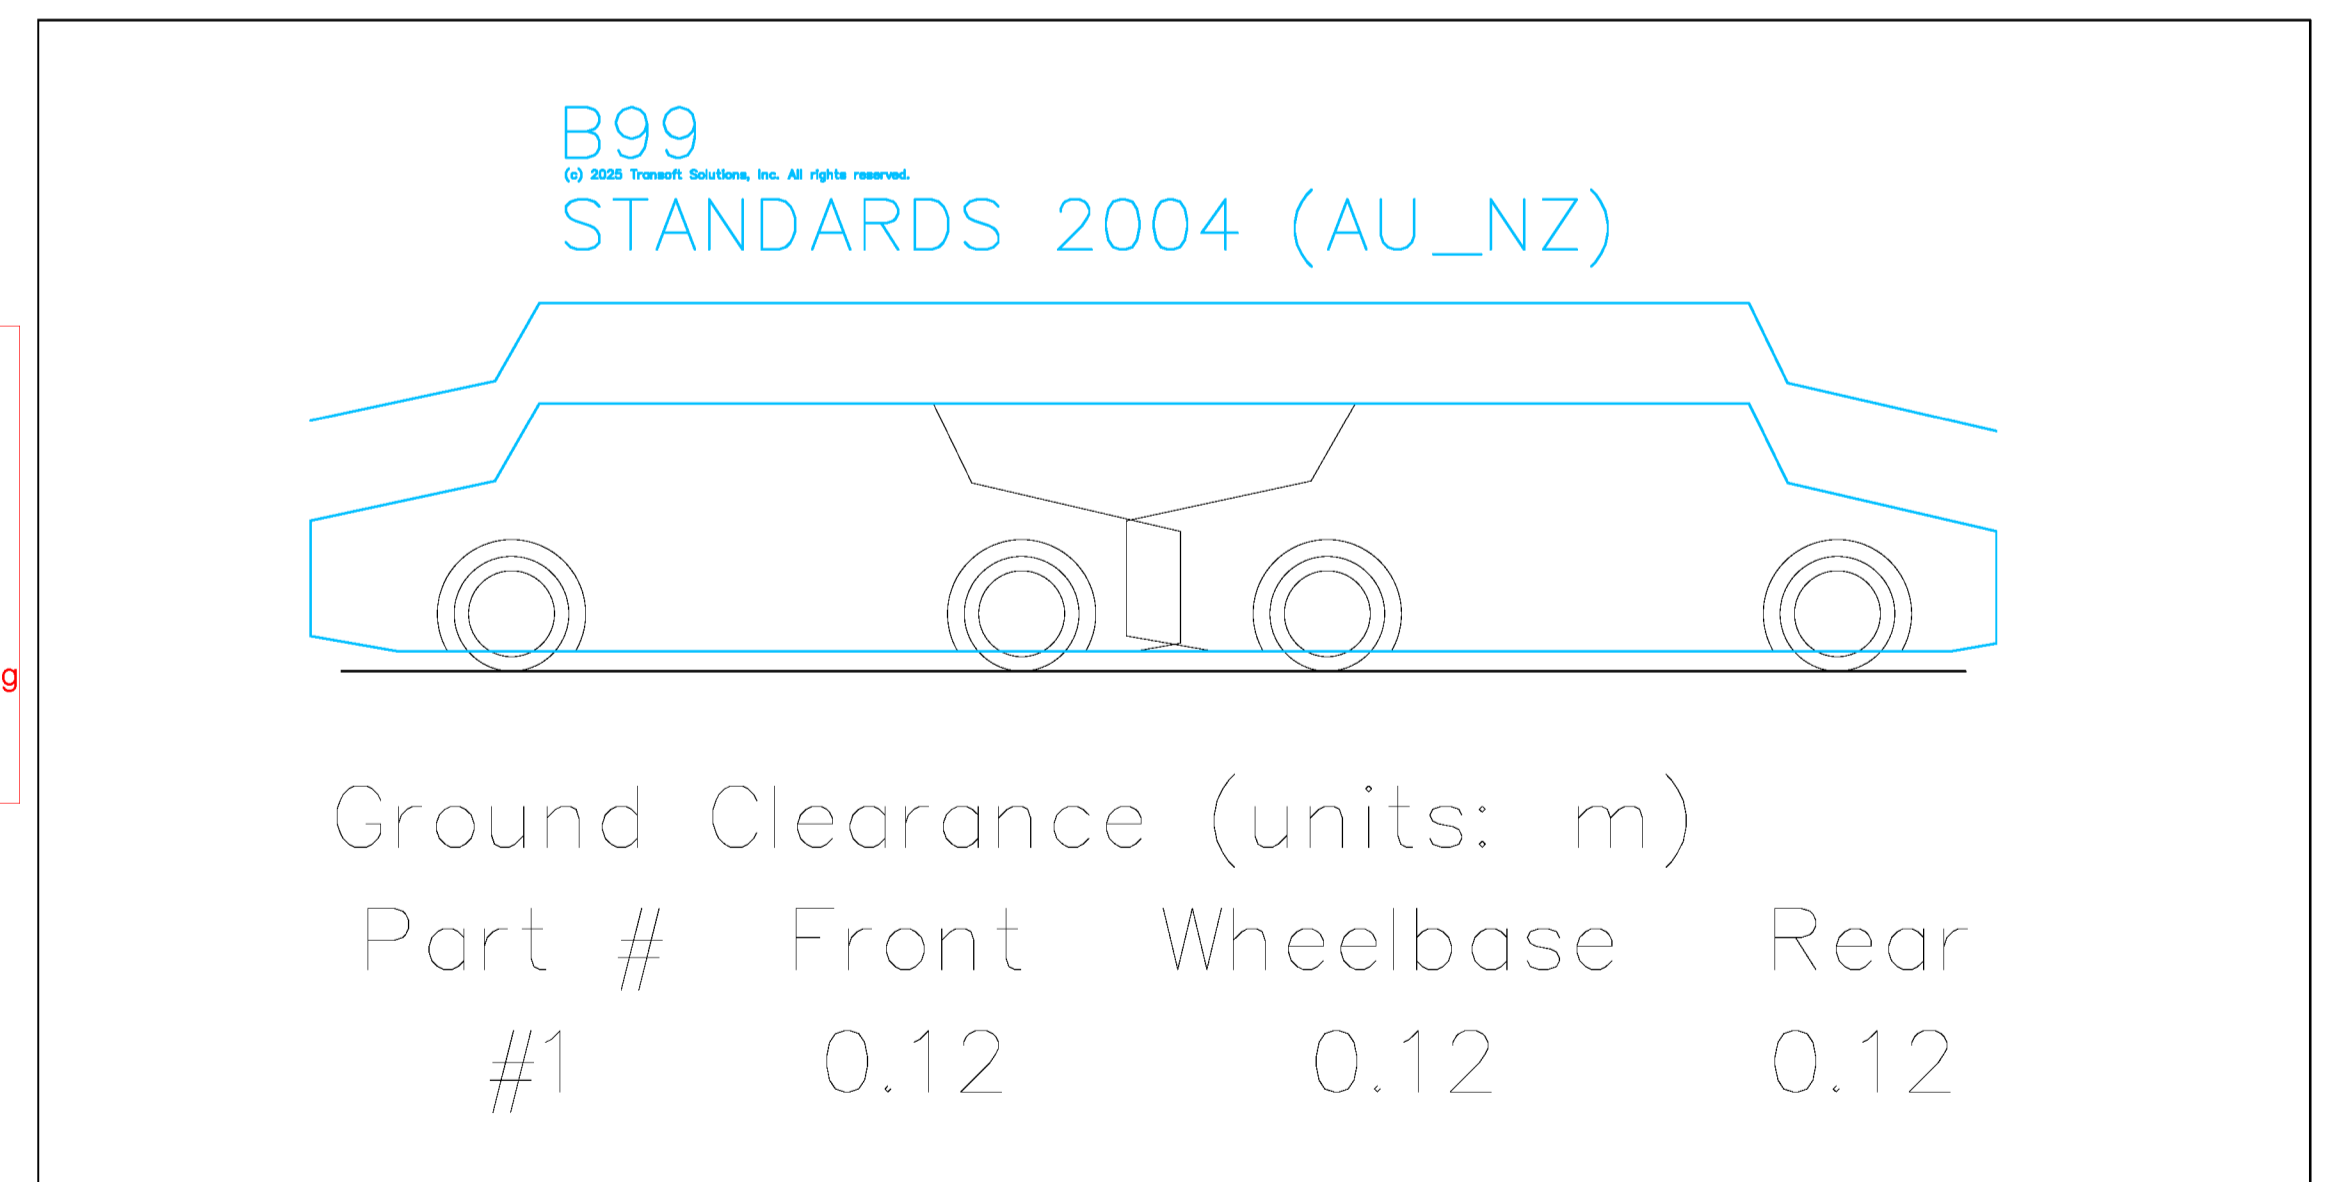 B99
(c) 2025 Transoft Solutions, Inc. All rights reserved.
STANDARDS 2004 (AU_NZ)
g
Ground Clearance (units: m)
Part # Front Wheelbase Rear
#1 0.12 0.12 0.12